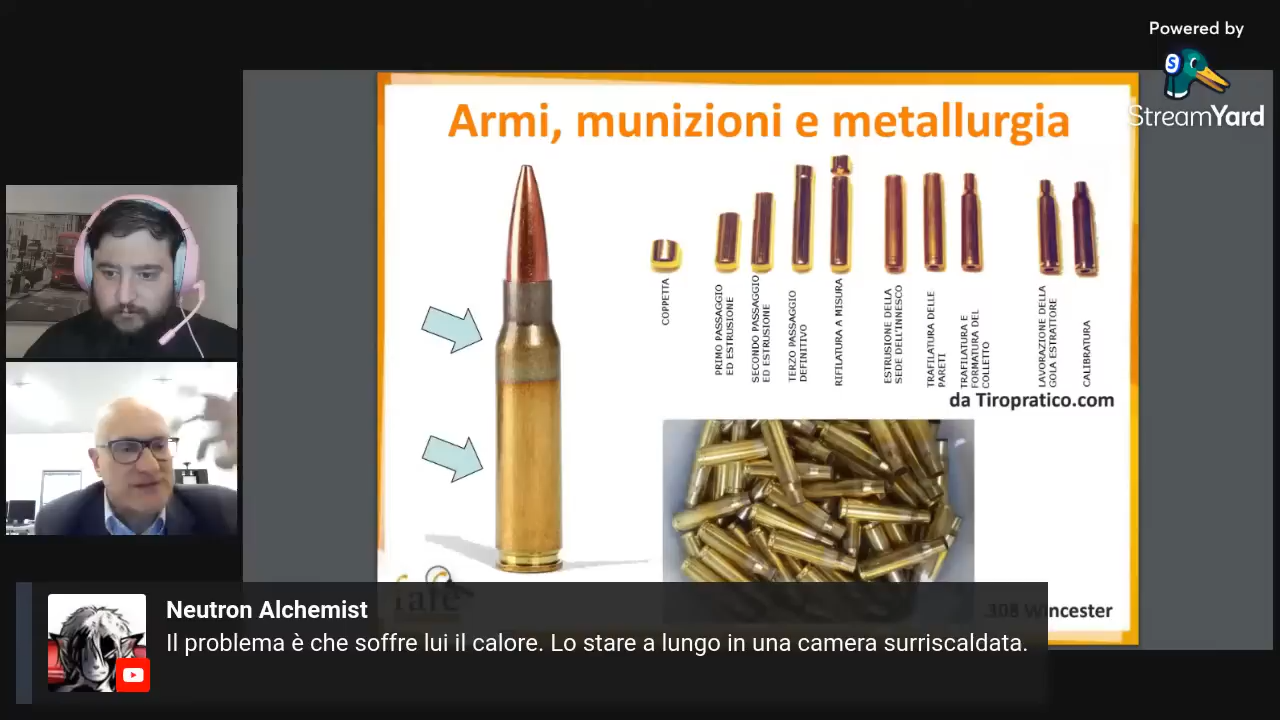 Powered by
StreamYard
Armi, munizioni e metallurgia
COPPETTA
PRIMO PASSAGGIO
ED ESTRUSIONE
SECONDO PASSAGGIO
ED ESTRUSIONE
TERZO PASSAGGIO
DEFINITIVO
RIFILATURA A MISURA
ESTRUSIONE DELLA
SEDE DELL'INNESCO
TRAFILATURA DELLE
PARETI
TRAFILATURA E
FORMATURA DEL
COLLETTO
LAVORAZIONE DELLA
GOLA ESTRATTORE
CALIBRATURA
da Tiropratico.com
fafe
.308 Wincester
Neutron Alchemist
Il problema è che soffre lui il calore. Lo stare a lungo in una camera surriscaldata.